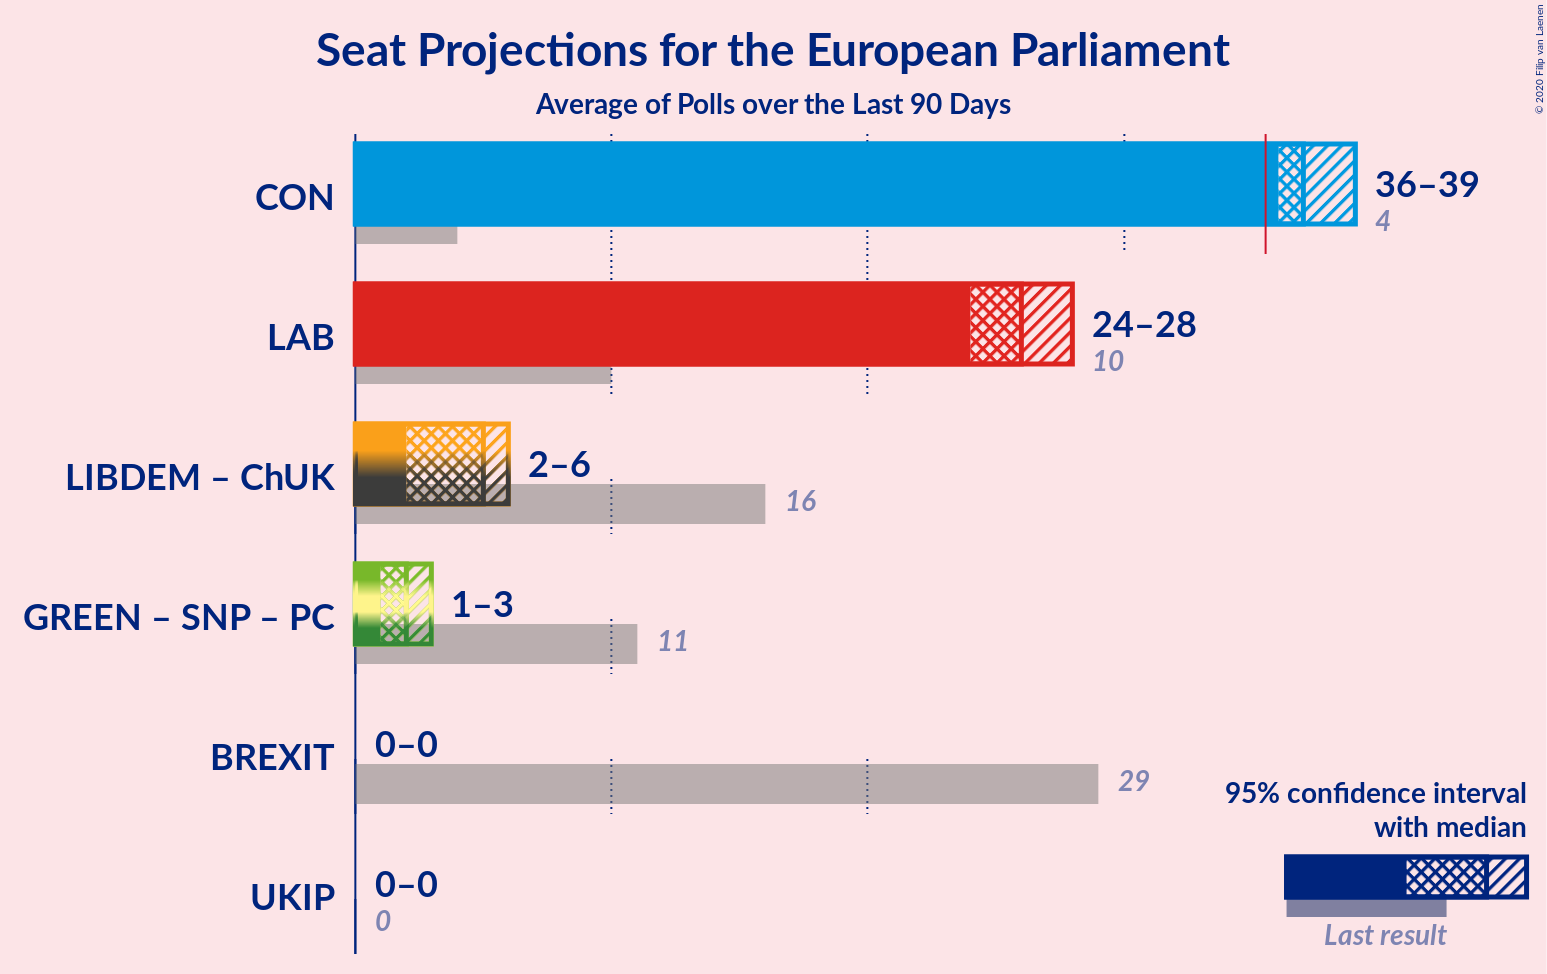 Seat Projections for the European Parliament
Average of Polls over the Last 90 Days
© 2020 Filip van Laenen
CON
36–39
4
LAB
24–28
10
LIBDEM – ChUK
2–6
16
GREEN – SNP – PC
1–3
11
BREXIT
0–0
29
UKIP
0–0
0
95% confidence interval
with median
Last result